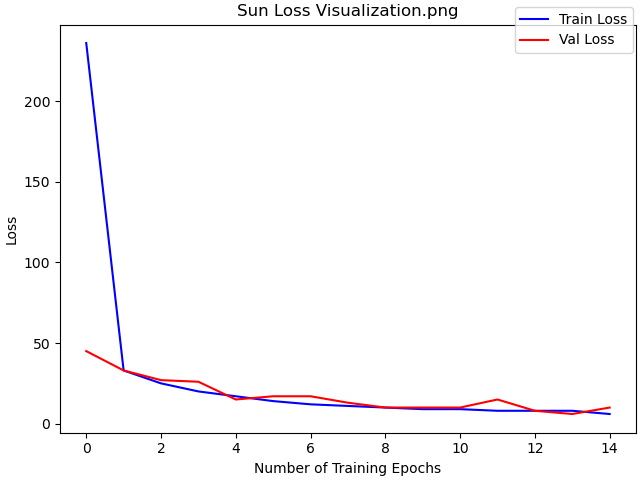 Sun Loss Visualization.png
Train Loss
Val Loss
Loss
200
150
100
50
0
0 2 4 6 8 10 12 14
Number of Training Epochs